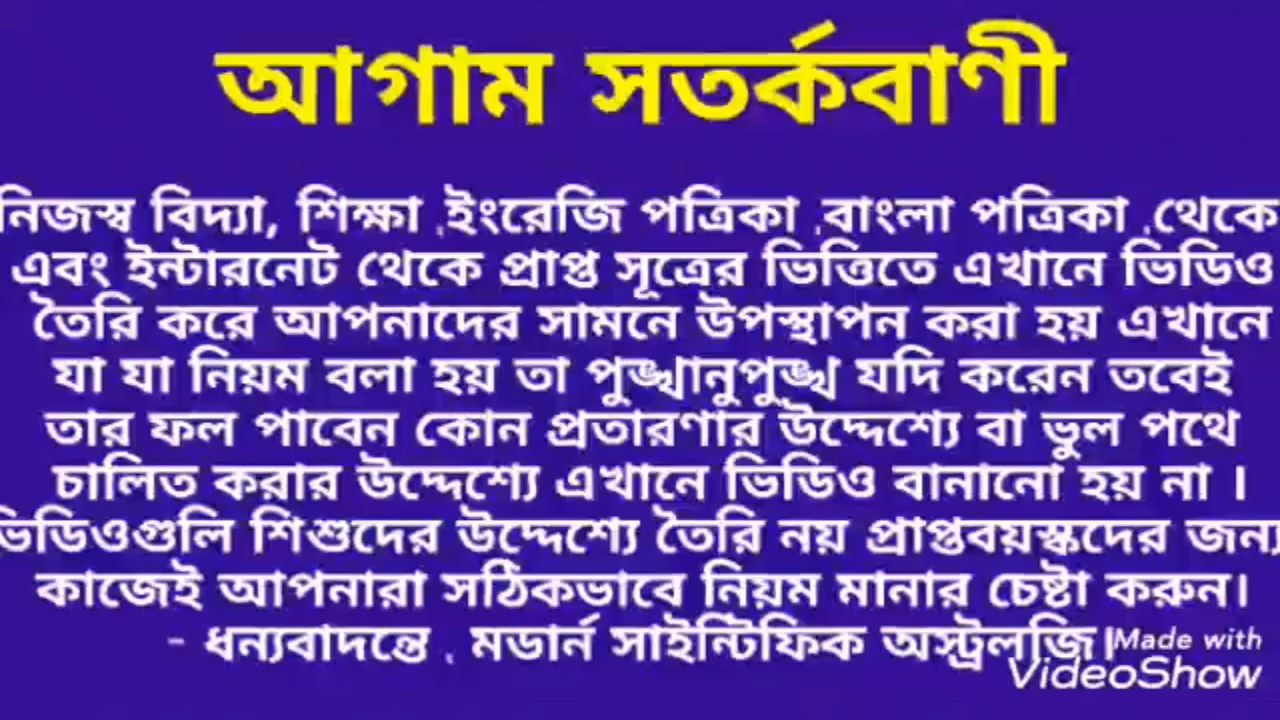 আগাম সতর্কবাণী
নিজস্ব বিদ্যা, শিক্ষা ,ইংরেজি পত্রিকা ,বাংলা পত্রিকা ,থেকে
এবং ইন্টারনেট থেকে প্রাপ্ত সূত্রের ভিত্তিতে এখানে ভিডিও
তৈরি করে আপনাদের সামনে উপস্থাপন করা হয় এখানে
যা যা নিয়ম বলা হয় তা পুঙ্খানুপুঙ্খ যদি করেন তবেই
তার ফল পাবেন কোন প্রতারণার উদ্দেশ্যে বা ভুল পথে
চালিত করার উদ্দেশ্যে এখানে ভিডিও বানানো হয় না ।
ভিডিওগুলি শিশুদের উদ্দেশ্যে তৈরি নয় প্রাপ্তবয়স্কদের জন্য
কাজেই আপনারা সঠিকভাবে নিয়ম মানার চেষ্টা করুন।
- ধন্যবাদন্তে , মডার্ন সাইন্টিফিক অস্ট্রলজি।
Made with
VideoShow